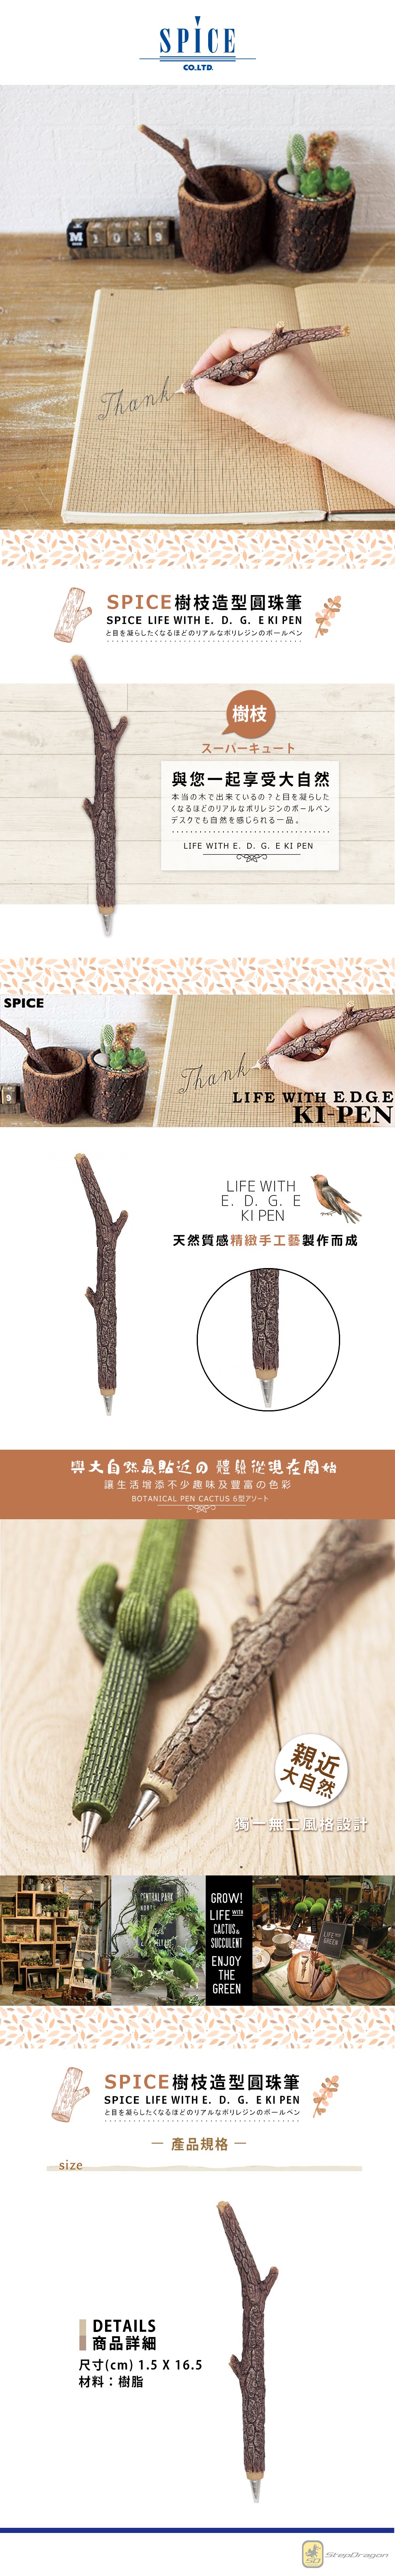 SPICE
CO.,LTD.
M 1 0 2 9
Thank
SPICE樹枝造型圓珠筆
SPICE LIFE WITH E. D. G. E KI PEN
と目を凝らしたくなるほどのリアルなポリレジンのボールペン
樹枝
スーパーキュート
與您一起享受大自然
本当の木で出来ているの？と目を凝らした
くなるほどのリアルなポリレジンのボールペン
デスクでも自然を感じられる一品。
LIFE WITH E. D. G. E KI PEN
SPICE
9
Thank
LIFE WITH E.D.G.E
KI-PEN
LIFE WITH
E. D. G. E
KI PEN
天然質感精緻手工藝製作而成
與大自然最貼近の 體驗從現在開始
讓生活增添不少趣味及豐富の色彩
BOTANICAL PEN CACTUS 6型アソート
親近
大自然
獨一無二風格設計
CENTRAL PARK
GROW!
LIFE WITH
CACTUS&
SUCCULENT
ENJOY
THE
GREEN
LIFE WITH
GREEN
SPICE樹枝造型圓珠筆
SPICE LIFE WITH E. D. G. E KI PEN
と目を凝らしたくなるほどのリアルなポリレジンのボールペン
— 產品規格 —
size
DETAILS
商品詳細
尺寸(cm) 1.5 X 16.5
材料：樹脂
SD StepDragon